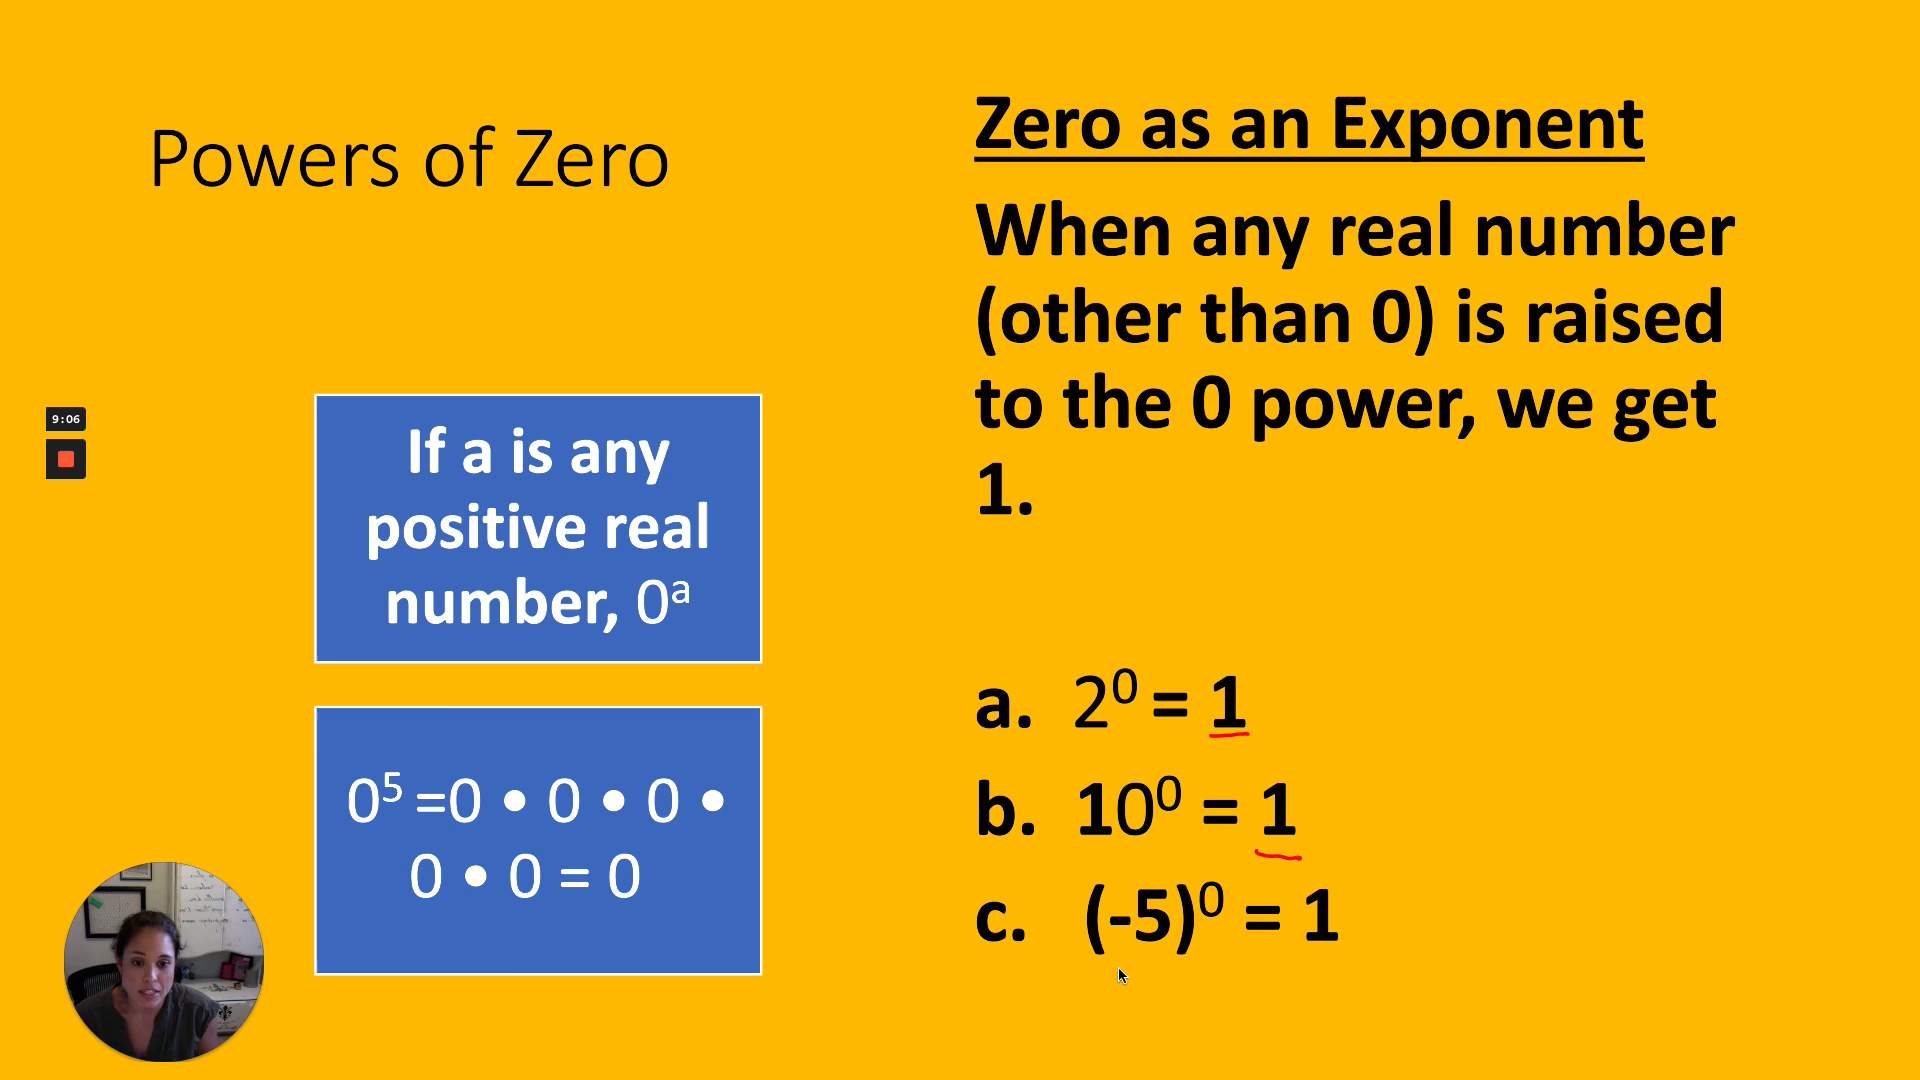 Powers of Zero
9:06
If a is any
positive real
number, 0ᵃ
0⁵ =0 • 0 • 0 •
0 • 0 = 0
Zero as an Exponent
When any real number
(other than 0) is raised
to the 0 power, we get
1.
a. 2⁰ = 1
b. 10⁰ = 1
c. (-5)⁰ = 1